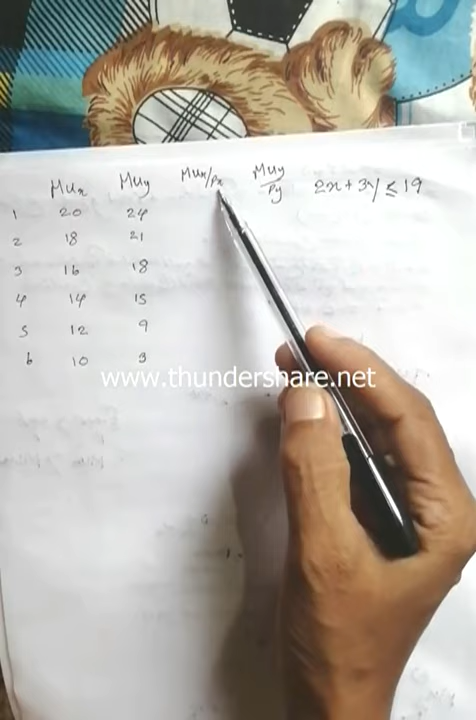 Mux Muy Mux/px Muy/Py 2x+3y ≤ 19
1 20 24
2 18 21
3 16 18
4 14 15
5 12 9
6 10 3
www.thundershare.net